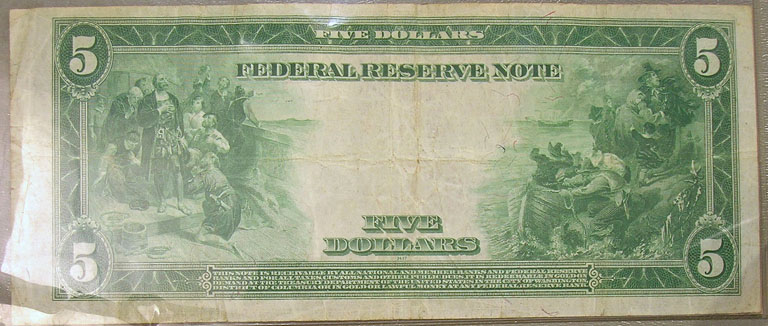 5 FIVE DOLLARS 5
FEDERAL RESERVE NOTE
FIVE
DOLLARS
5 5
THIS NOTE IS RECEIVABLE BY ALL NATIONAL AND MEMBER BANKS AND FEDERAL RESERVE
BANKS AND FOR ALL TAXES, CUSTOMS AND OTHER PUBLIC DUES. IT IS REDEEMABLE IN GOLD ON
DEMAND AT THE TREASURY DEPARTMENT OF THE UNITED STATES IN THE CITY OF WASHINGTON,
DISTRICT OF COLUMBIA OR IN GOLD OR LAWFUL MONEY AT ANY FEDERAL RESERVE BANK.